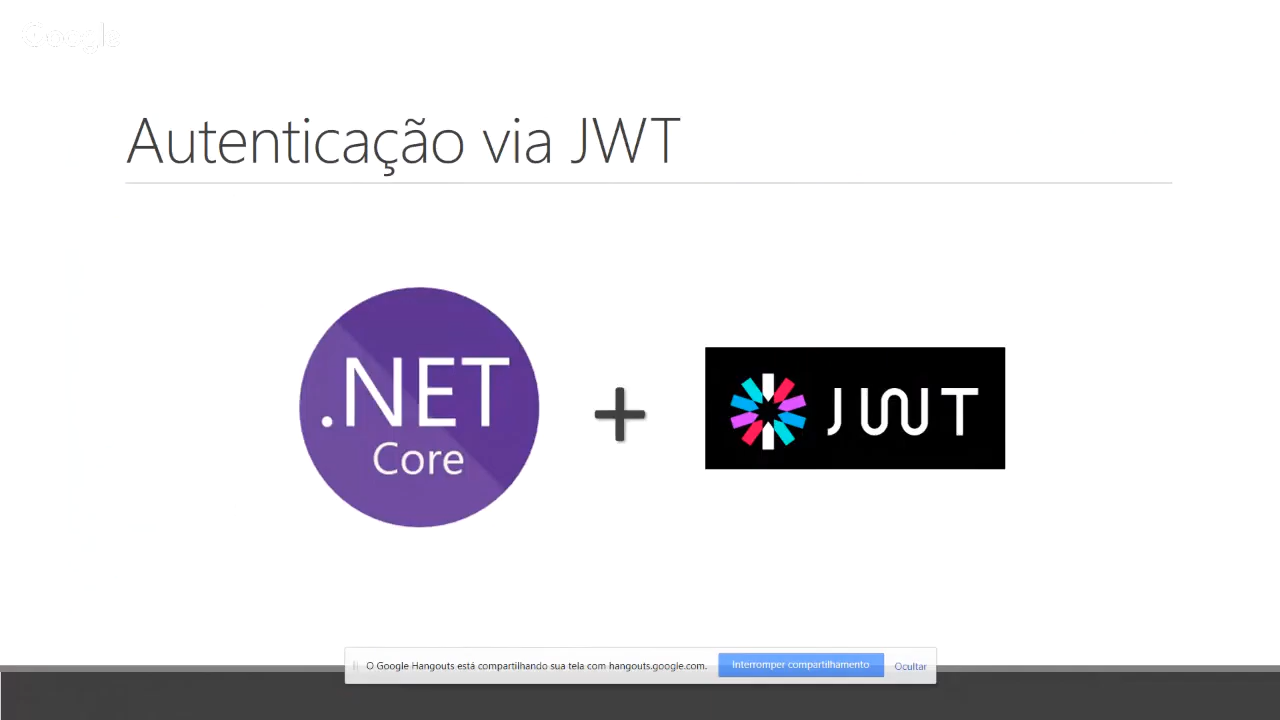 Google
Autenticação via JWT
.NET
Core
+
JWT
O Google Hangouts está compartilhando sua tela com hangouts.google.com.
Interromper compartilhamento
Ocultar